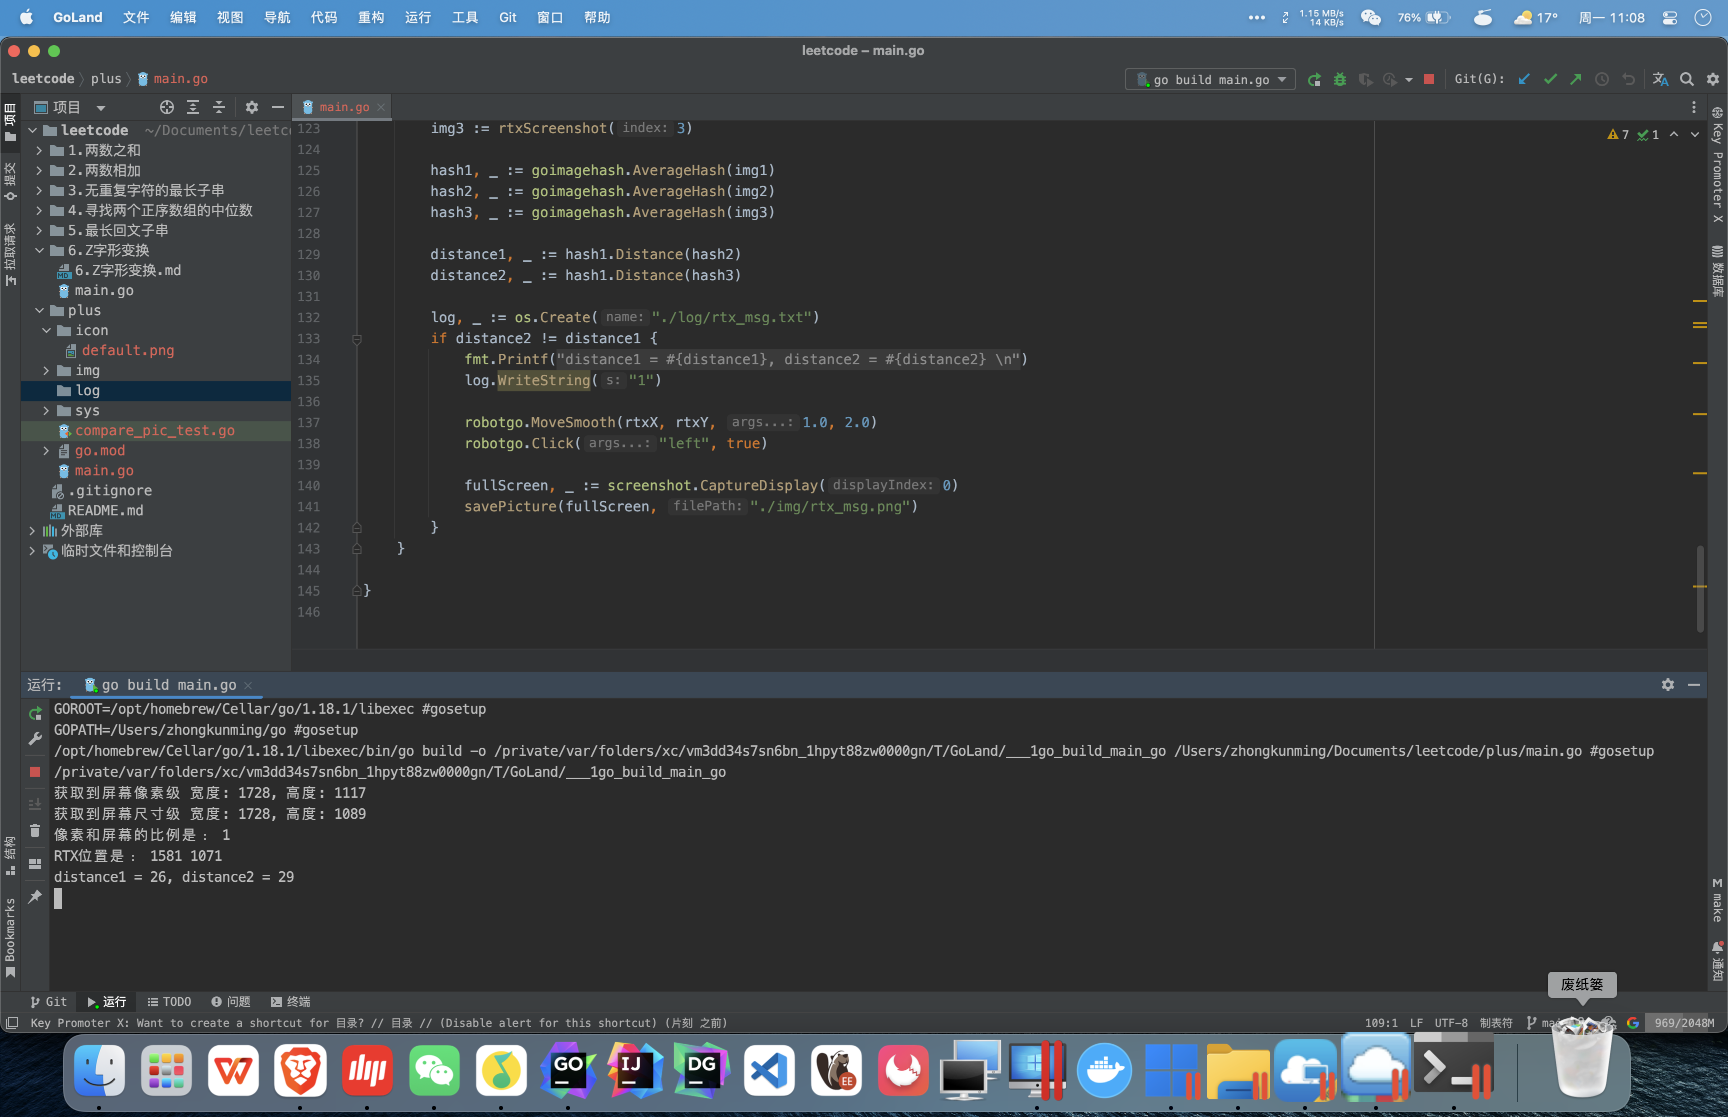 GoLand 文件 编辑 视图 导航 代码 重构 运行 工具 Git 窗口 帮助
1.15 MB/s
14 KB/s
76% 17° 周一 11:08
leetcode – main.go
leetcode plus main.go
go build main.go Git(G):
项目
main.go
leetcode ~/Documents/leetc
1.两数之和
2.两数相加
3.无重复字符的最长子串
4.寻找两个正序数组的中位数
5.最长回文子串
6.Z字形变换
6.Z字形变换.md
main.go
plus
icon
default.png
img
log
sys
compare_pic_test.go
go.mod
main.go
.gitignore
README.md
外部库
临时文件和控制台
项目
提交
拉取请求
结构
Bookmarks
7 1
123 img3 := rtxScreenshot( index: 3)
124
125 hash1, _ := goimagehash.AverageHash(img1)
126 hash2, _ := goimagehash.AverageHash(img2)
127 hash3, _ := goimagehash.AverageHash(img3)
128
129 distance1, _ := hash1.Distance(hash2)
130 distance2, _ := hash1.Distance(hash3)
131
132 log, _ := os.Create( name: "./log/rtx_msg.txt")
133 if distance2 != distance1 {
134 fmt.Printf("distance1 = #{distance1}, distance2 = #{distance2} \n")
135 log.WriteString( s: "1")
136
137 robotgo.MoveSmooth(rtxX, rtxY, args...: 1.0, 2.0)
138 robotgo.Click( args...: "left", true)
139
140 fullScreen, _ := screenshot.CaptureDisplay( displayIndex: 0)
141 savePicture(fullScreen, filePath: "./img/rtx_msg.png")
142 }
143 }
144
145 }
146
Key Promoter X
数据库
M make
通知
运行: go build main.go
GOROOT=/opt/homebrew/Cellar/go/1.18.1/libexec #gosetup
GOPATH=/Users/zhongkunming/go #gosetup
/opt/homebrew/Cellar/go/1.18.1/libexec/bin/go build -o /private/var/folders/xc/vm3dd34s7sn6bn_1hpyt88zw0000gn/T/GoLand/___1go_build_main_go /Users/zhongkunming/Documents/leetcode/plus/main.go #gosetup
/private/var/folders/xc/vm3dd34s7sn6bn_1hpyt88zw0000gn/T/GoLand/___1go_build_main_go
获取到屏幕像素级 宽度: 1728, 高度: 1117
获取到屏幕尺寸级 宽度: 1728, 高度: 1089
像素和屏幕的比例是 : 1
RTX位置是 : 1581 1071
distance1 = 26, distance2 = 29
Git 运行 TODO 问题 终端
废纸篓
Key Promoter X: Want to create a shortcut for 目录? // 目录 // (Disable alert for this shortcut) (片刻 之前)
109:1 LF UTF-8 制表符 969/2048M
GO IJ DG EE